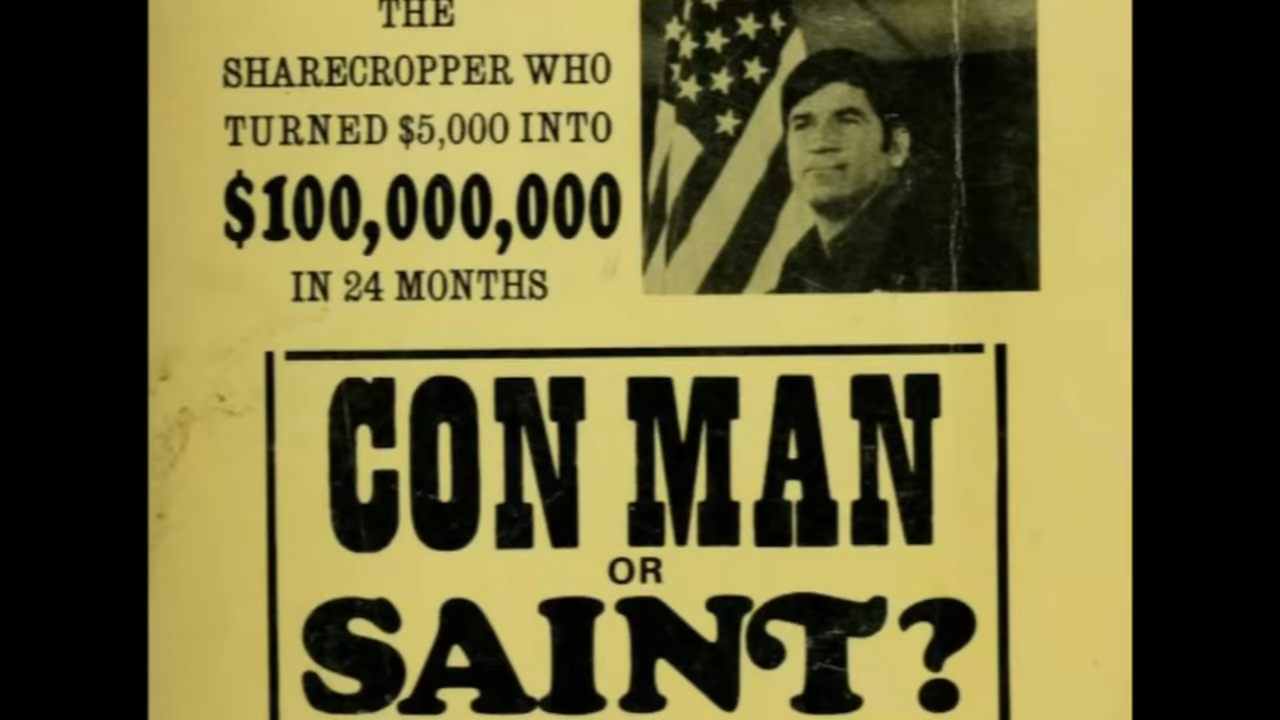 THE
SHARECROPPER WHO
TURNED $5,000 INTO
$100,000,000
IN 24 MONTHS
CON MAN
OR
SAINT?